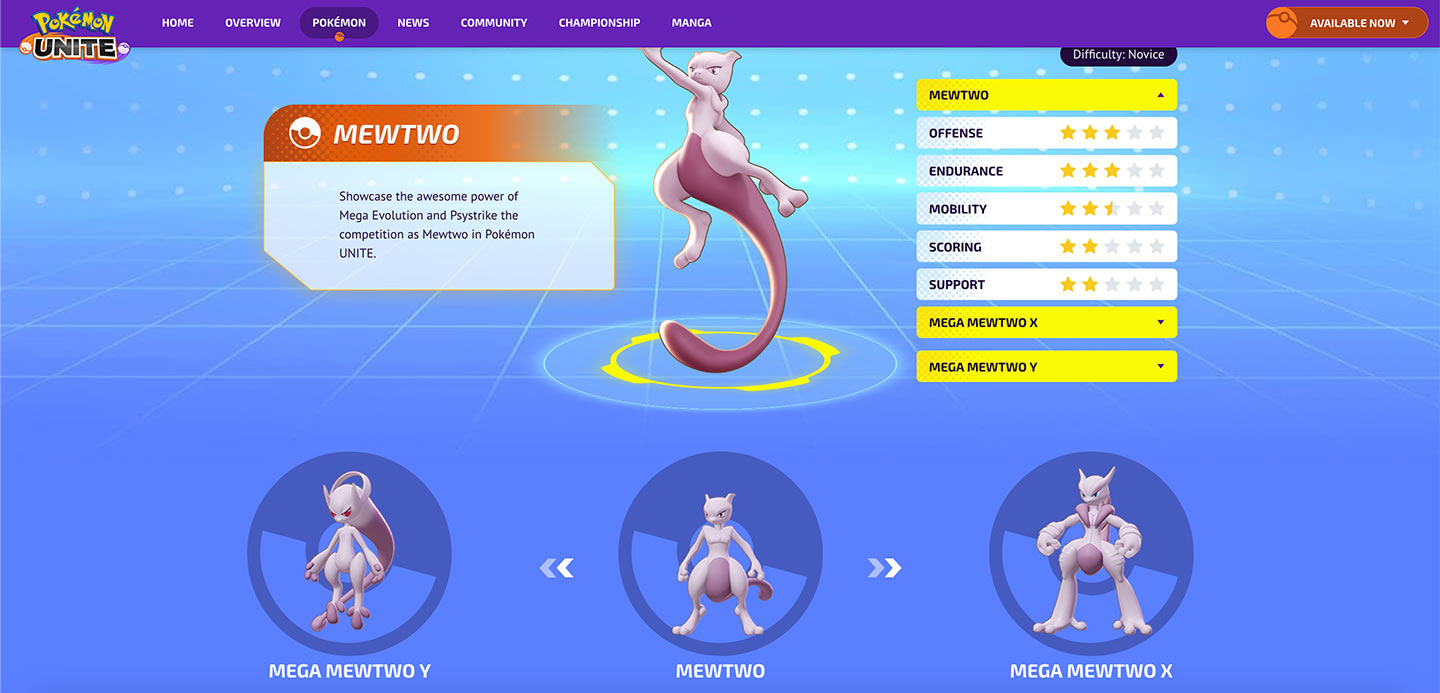 Pokémon
UNITE
HOME
OVERVIEW
POKÉMON
NEWS
COMMUNITY
CHAMPIONSHIP
MANGA
AVAILABLE NOW
MEWTWO
Showcase the awesome power of
Mega Evolution and Psystrike the
competition as Mewtwo in Pokémon
UNITE.
Difficulty: Novice
MEWTWO
OFFENSE
ENDURANCE
MOBILITY
SCORING
SUPPORT
MEGA MEWTWO X
MEGA MEWTWO Y
MEGA MEWTWO Y
MEWTWO
MEGA MEWTWO X